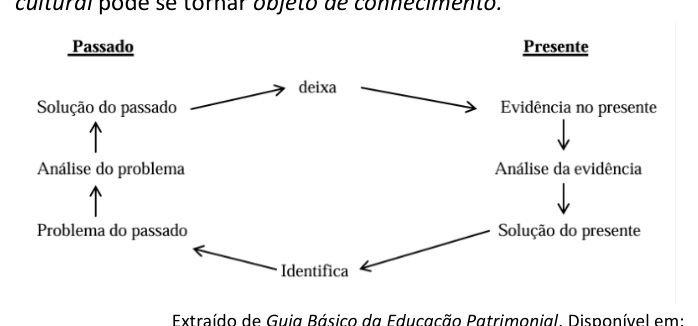 cultural pode se tornar objeto de conhecimento.
Passado
Presente
deixa
Solução do passado
Evidência no presente
Análise do problema
Análise da evidência
Problema do passado
Solução do presente
Identifica
Extraído de Guia Básico da Educação Patrimonial. Disponível em: